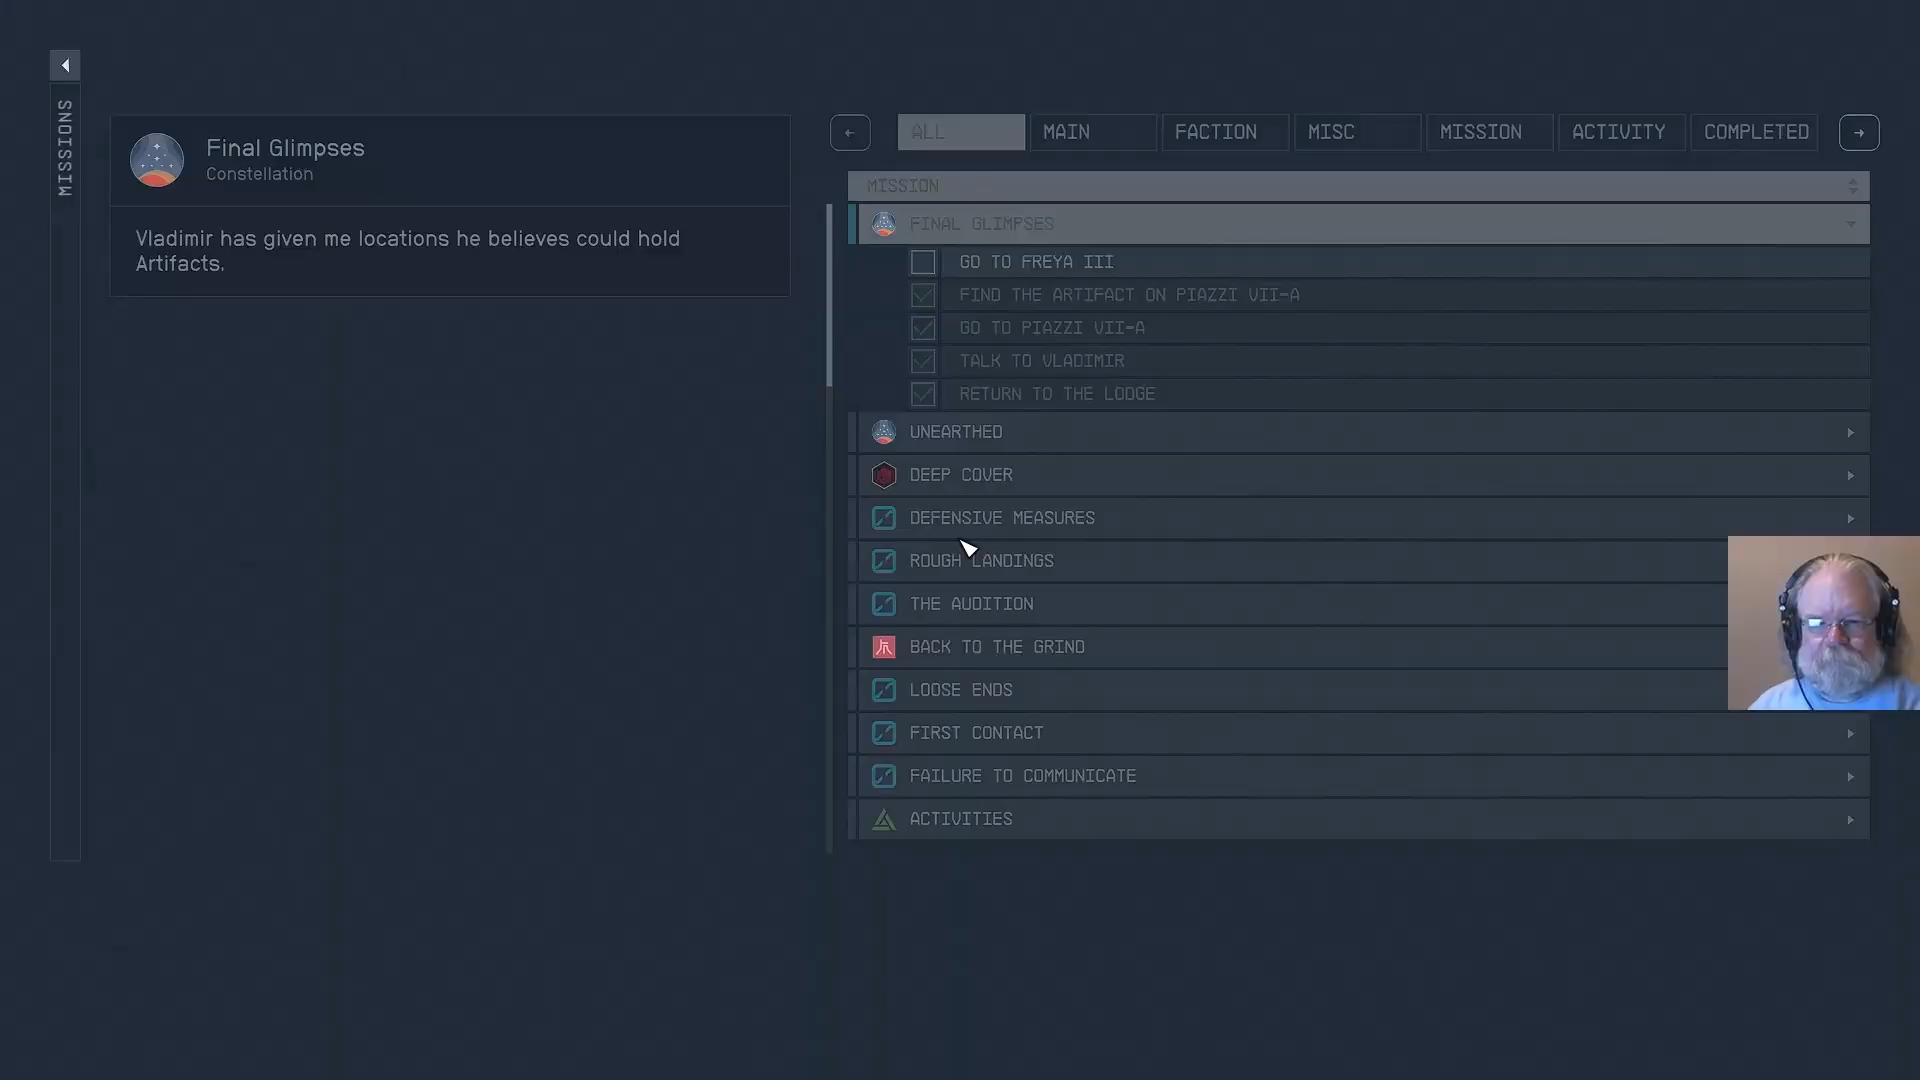 MISSIONS
Final Glimpses
Constellation
Vladimir has given me locations he believes could hold
Artifacts.
ALL MAIN FACTION MISC MISSION ACTIVITY COMPLETED
MISSION
FINAL GLIMPSES
GO TO FREYA III
FIND THE ARTIFACT ON PIAZZI VII-A
GO TO PIAZZI VII-A
TALK TO VLADIMIR
RETURN TO THE LODGE
UNEARTHED
DEEP COVER
DEFENSIVE MEASURES
ROUGH LANDINGS
THE AUDITION
BACK TO THE GRIND
LOOSE ENDS
FIRST CONTACT
FAILURE TO COMMUNICATE
ACTIVITIES